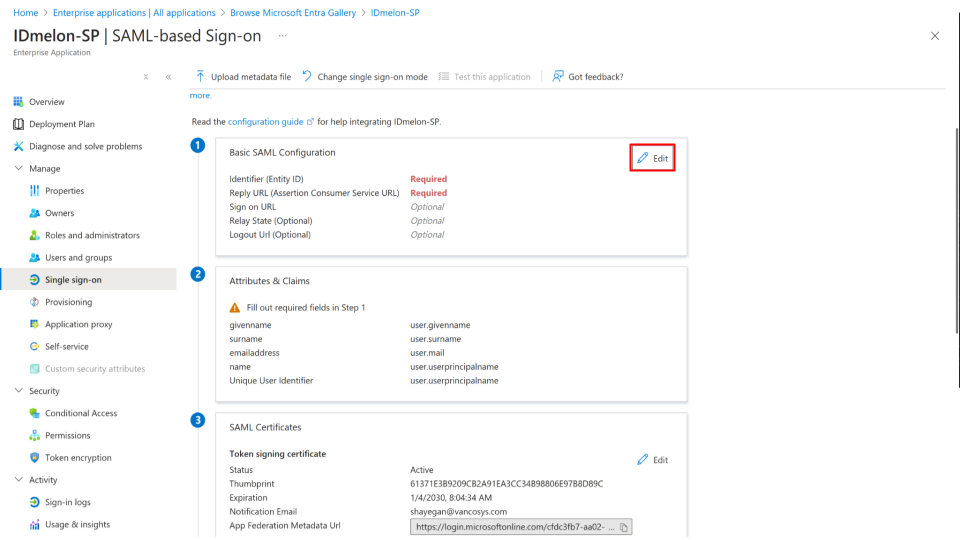 Home > Enterprise applications | All applications > Browse Microsoft Entra Gallery > IDmelon-SP
IDmelon-SP | SAML-based Sign-on ...
Enterprise Application
Upload metadata file Change single sign-on mode Test this application Got feedback?
more.
Read the configuration guide for help integrating IDmelon-SP.
Overview
Deployment Plan
Diagnose and solve problems
Manage
Properties
Owners
Roles and administrators
Users and groups
Single sign-on
Provisioning
Application proxy
Self-service
Custom security attributes
Security
Conditional Access
Permissions
Token encryption
Activity
Sign-in logs
Usage & insights
1
Basic SAML Configuration
Edit
Identifier (Entity ID) Required
Reply URL (Assertion Consumer Service URL) Required
Sign on URL Optional
Relay State (Optional) Optional
Logout Url (Optional) Optional
2
Attributes & Claims
Fill out required fields in Step 1
givenname user.givenname
surname user.surname
emailaddress user.mail
name user.userprincipalname
Unique User Identifier user.userprincipalname
3
SAML Certificates
Token signing certificate
Edit
Status Active
Thumbprint 61371E3B9209CB2A91EA3CC34B98806E97B8D89C
Expiration 1/4/2030, 8:04:34 AM
Notification Email shayegan@vancosys.com
App Federation Metadata Url https://login.microsoftonline.com/cfdc3fb7-aa02- ...